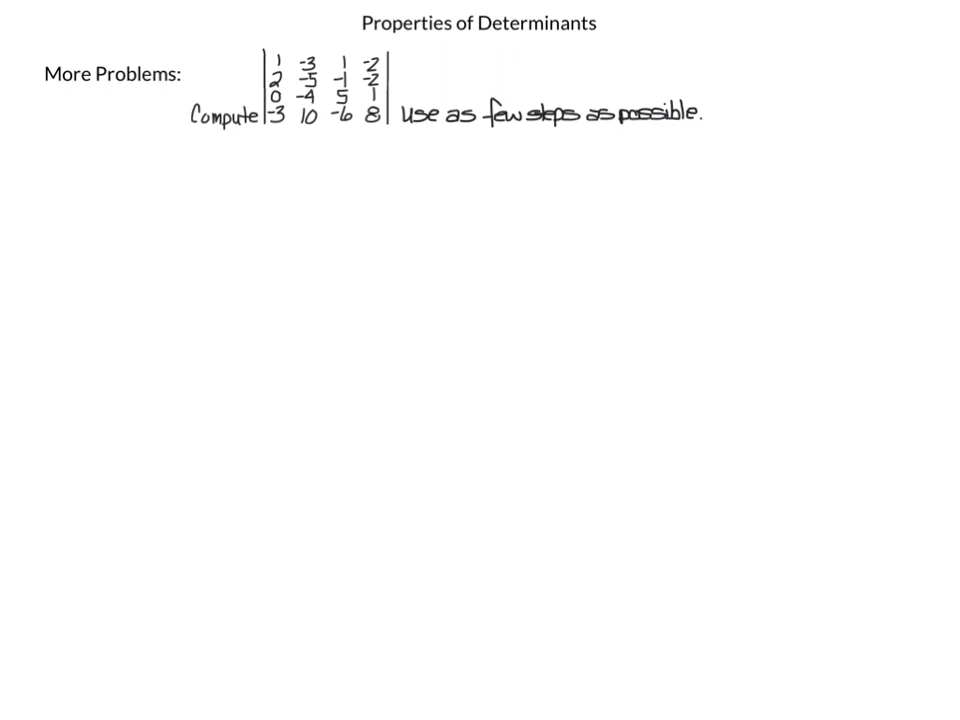 Properties of Determinants
More Problems:
1 -3 1 -2
2 -5 -1 -2
0 -4 5 1
Compute -3 10 -6 8 use as few steps as possible.